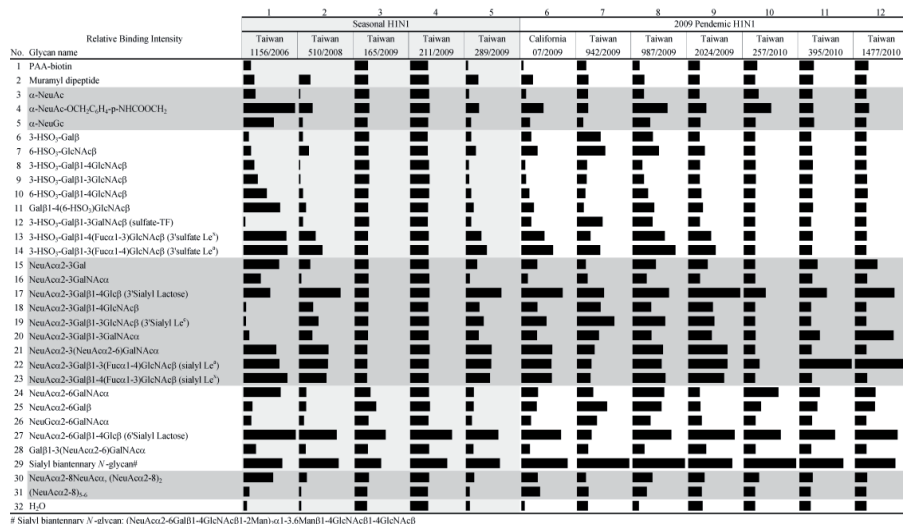 1 2 3 4 5 6 7 8 9 10 11 12
Seasonal H1N1 2009 Pendemic H1N1
Relative Binding Intensity
Taiwan Taiwan Taiwan Taiwan Taiwan California Taiwan Taiwan Taiwan Taiwan Taiwan Taiwan
1156/2006 510/2008 165/2009 211/2009 289/2009 07/2009 942/2009 987/2009 2024/2009 257/2010 395/2010 1477/2010
No. Glycan name
1 PAA-biotin
2 Muramyl dipeptide
3 α-NeuAc
4 α-NeuAc-OCH₂C₆H₄-p-NHCOOCH₂
5 α-NeuGc
6 3-HSO₃-Galβ
7 6-HSO₃-GlcNAcβ
8 3-HSO₃-Galβ1-4GlcNAcβ
9 3-HSO₃-Galβ1-3GlcNAcβ
10 6-HSO₃-Galβ1-4GlcNAcβ
11 Galβ1-4(6-HSO₃)GlcNAcβ
12 3-HSO₃-Galβ1-3GalNAcβ (sulfate-TF)
13 3-HSO₃-Galβ1-4(Fucα1-3)GlcNAcβ (3'sulfate Leˣ)
14 3-HSO₃-Galβ1-3(Fucα1-4)GlcNAcβ (3'sulfate Leᵃ)
15 NeuAcα2-3Gal
16 NeuAcα2-3GalNAcα
17 NeuAcα2-3Galβ1-4Glcβ (3'Sialyl Lactose)
18 NeuAcα2-3Galβ1-4GlcNAcβ
19 NeuAcα2-3Galβ1-3GlcNAcβ (3'Sialyl Leᶜ)
20 NeuAcα2-3Galβ1-3GalNAcα
21 NeuAcα2-3(NeuAcα2-6)GalNAcα
22 NeuAcα2-3Galβ1-3(Fucα1-4)GlcNAcβ (sialyl Leᵃ)
23 NeuAcα2-3Galβ1-4(Fucα1-3)GlcNAcβ (sialyl Leˣ)
24 NeuAcα2-6GalNAcα
25 NeuAcα2-6Galβ
26 NeuGcα2-6GalNAcα
27 NeuAcα2-6Galβ1-4Glcβ (6'Sialyl Lactose)
28 Galβ1-3(NeuAcα2-6)GalNAcα
29 Sialyl biantennary N-glycan#
30 NeuAcα2-8NeuAcα, (NeuAcα2-8)₂
31 (NeuAcα2-8)₅-₆
32 H₂O
# Sialyl biantennary N-glycan: (NeuAcα2-6Galβ1-4GlcNAcβ1-2Man)₂α1-3,6Manβ1-4GlcNAcβ1-4GlcNAcβ